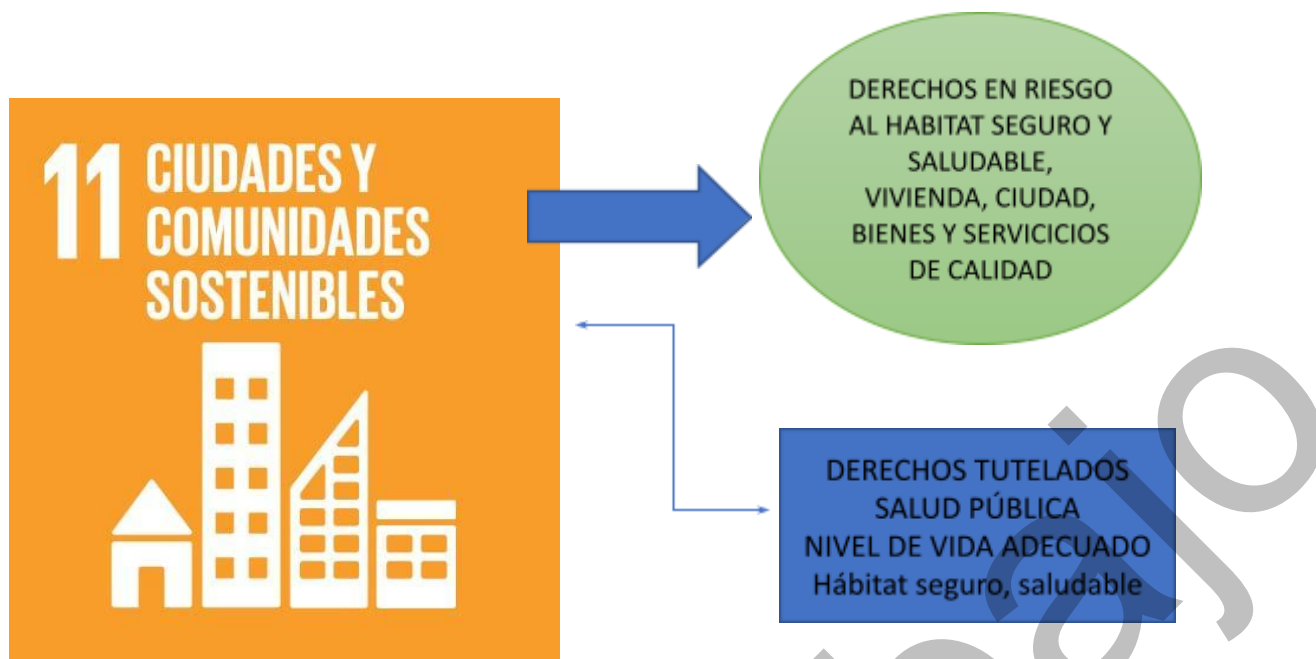 11 CIUDADES Y
COMUNIDADES
SOSTENIBLES
DERECHOS EN RIESGO
AL HABITAT SEGURO Y
SALUDABLE,
VIVIENDA, CIUDAD,
BIENES Y SERVICICIOS
DE CALIDAD
DERECHOS TUTELADOS
SALUD PÚBLICA
NIVEL DE VIDA ADECUADO
Hábitat seguro, saludable
ajo